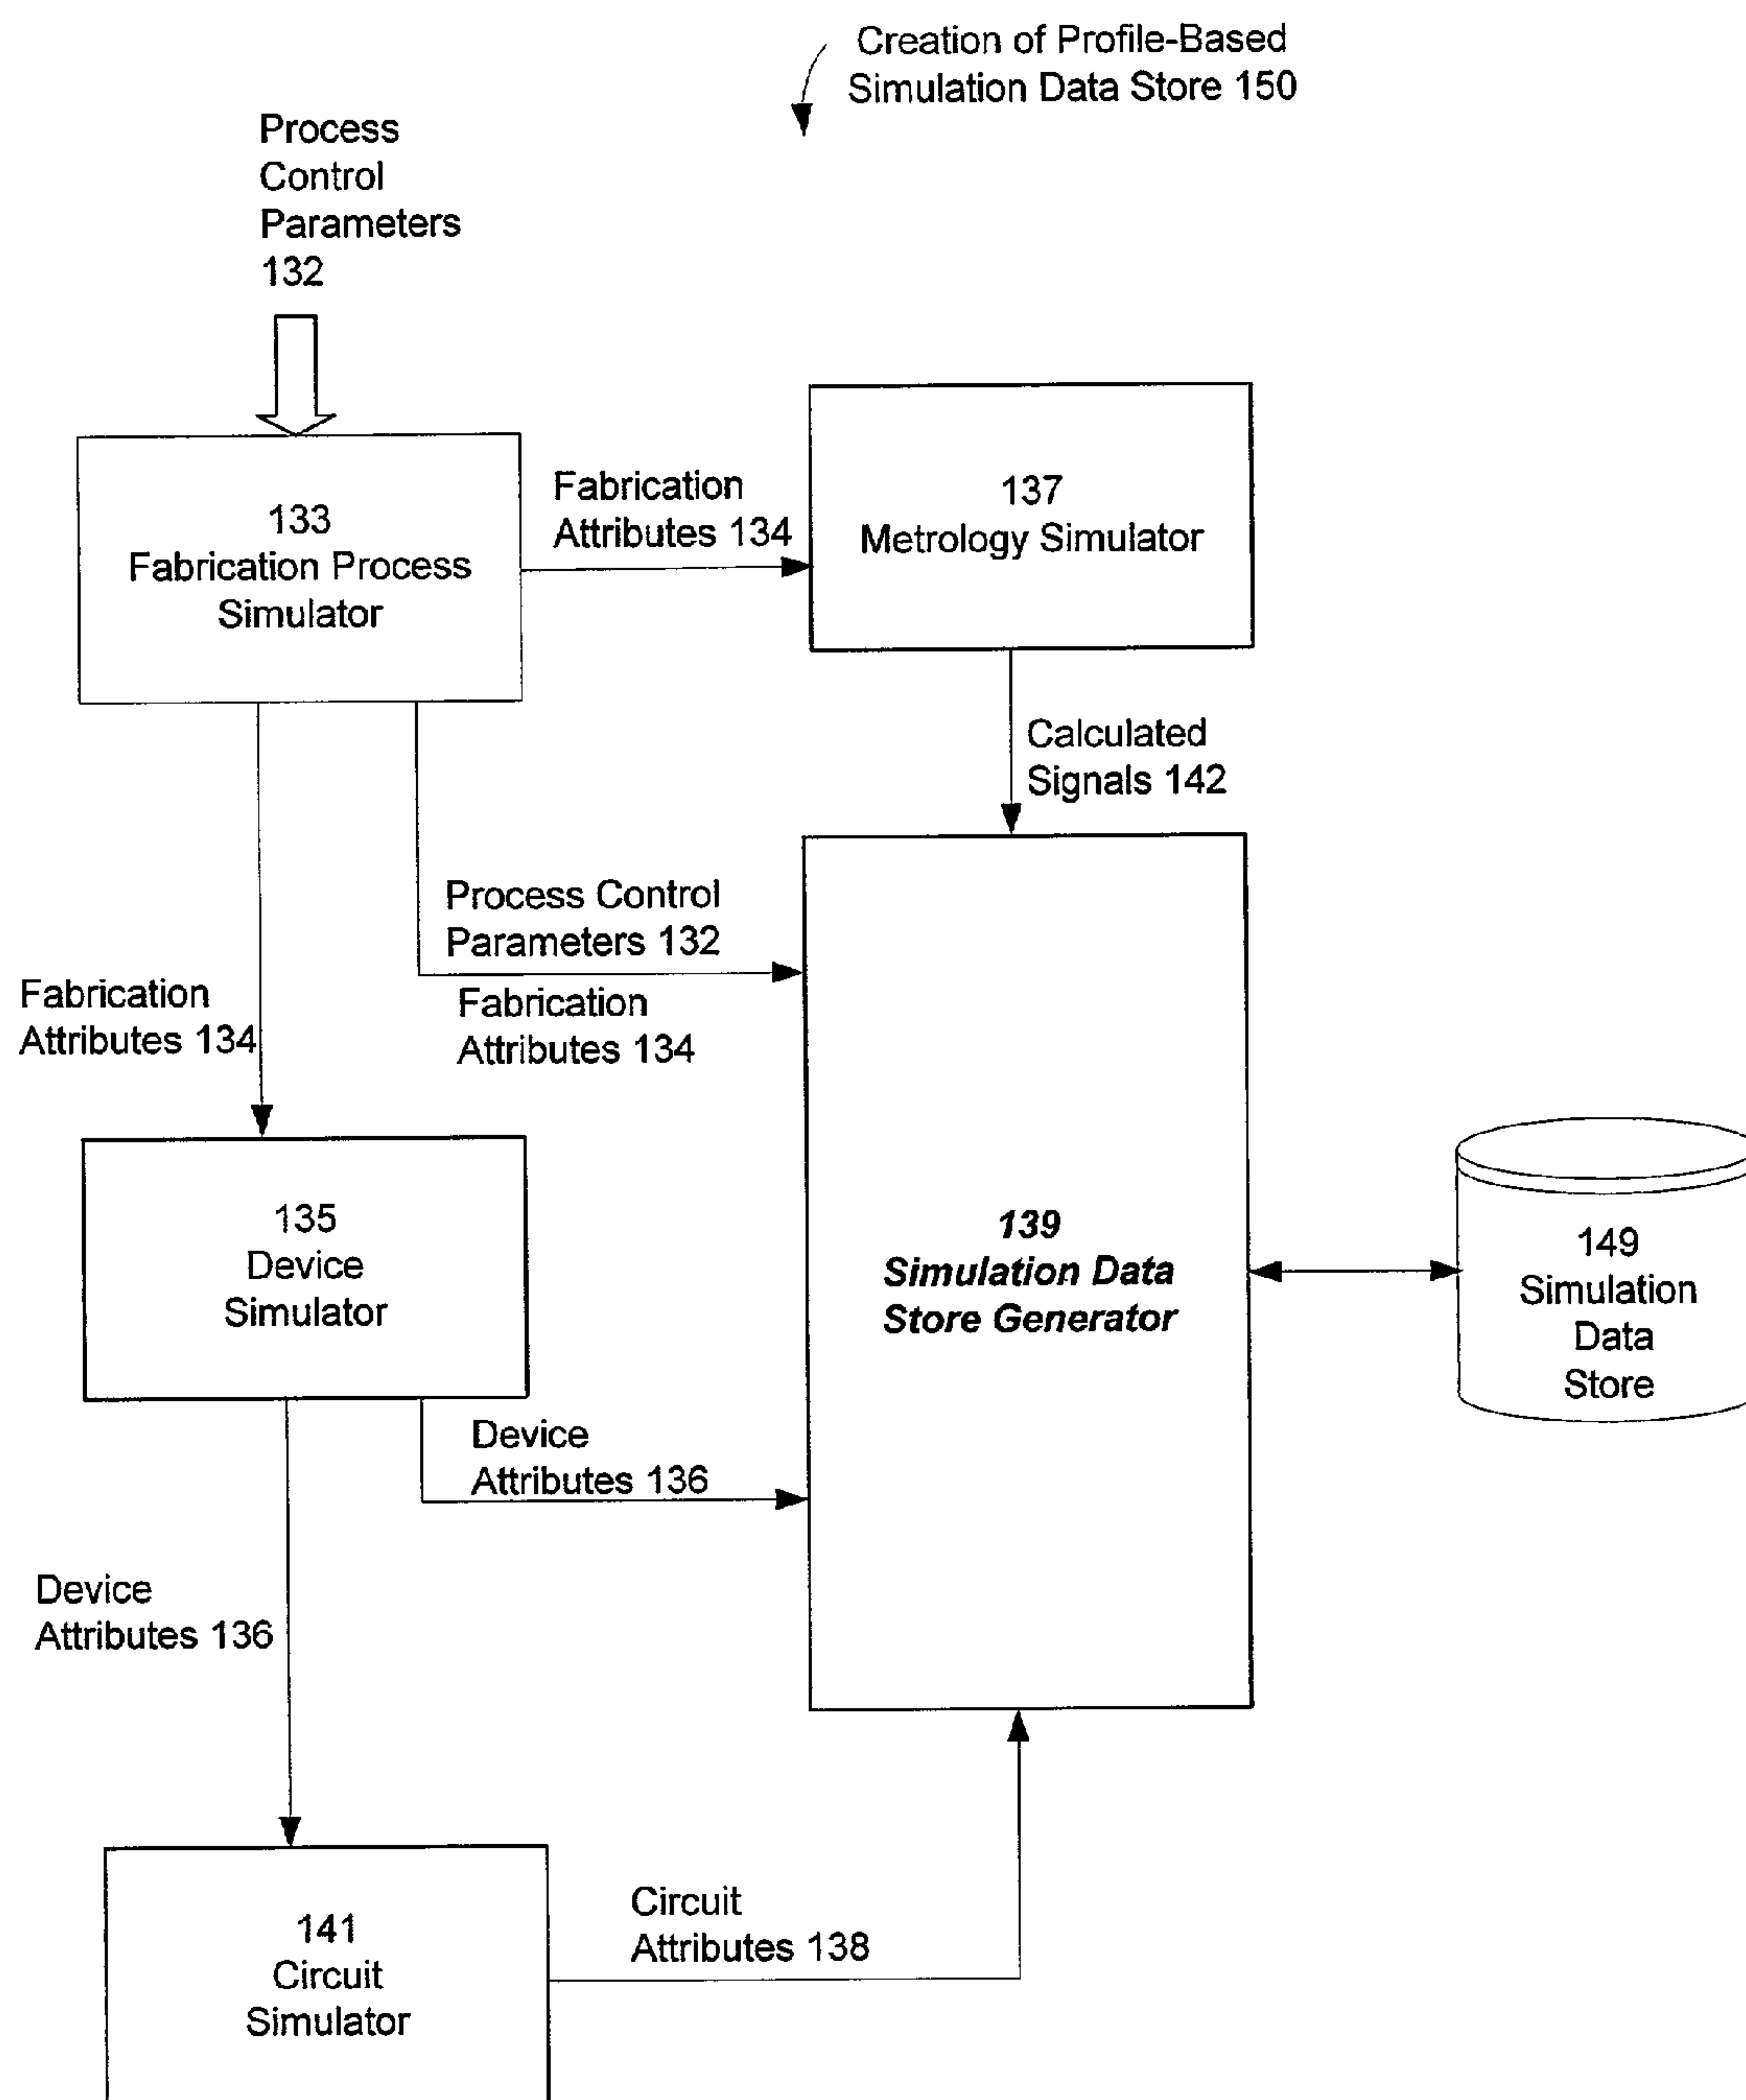 Creation of Profile-Based
Simulation Data Store 150
Process
Control
Parameters
132
133
Fabrication Process
Simulator
Fabrication
Attributes 134
137
Metrology Simulator
Calculated
Signals 142
Process Control
Parameters 132
Fabrication
Attributes 134
Fabrication
Attributes 134
135
Device
Simulator
139
Simulation Data
Store Generator
149
Simulation
Data
Store
Device
Attributes 136
Device
Attributes 136
141
Circuit
Simulator
Circuit
Attributes 138